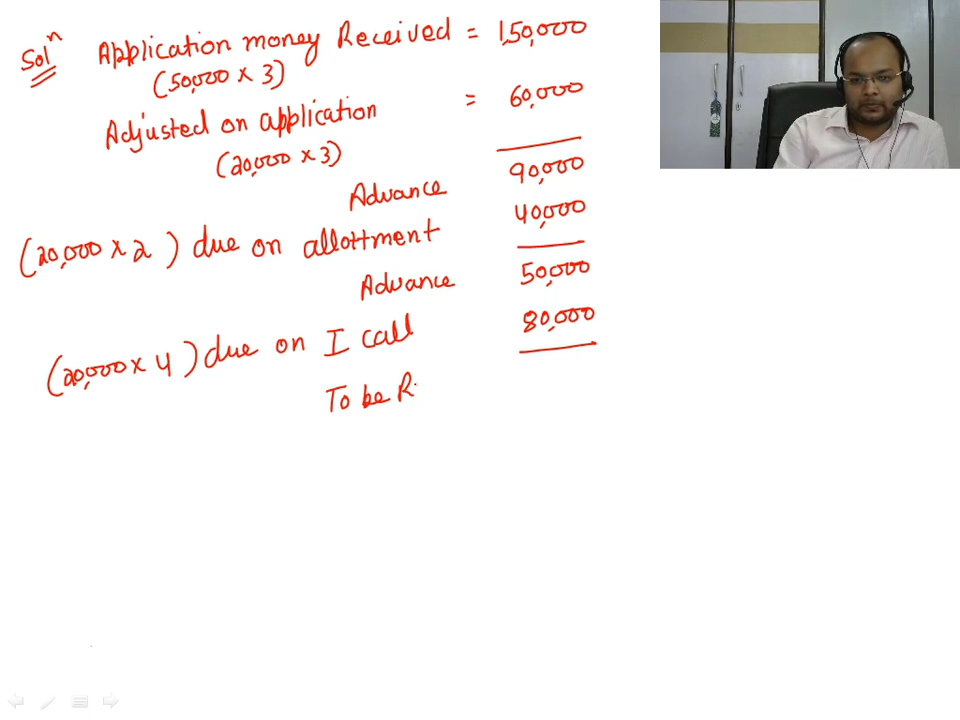 Solⁿ Application money Received = 1,50,000
(50,000 × 3)
Adjusted on application = 60,000
(20,000 × 3)
90,000
Advance
40,000
(20,000 × 2) due on allottment
50,000
Advance
80,000
(20,000 × 4) due on I call
To be R